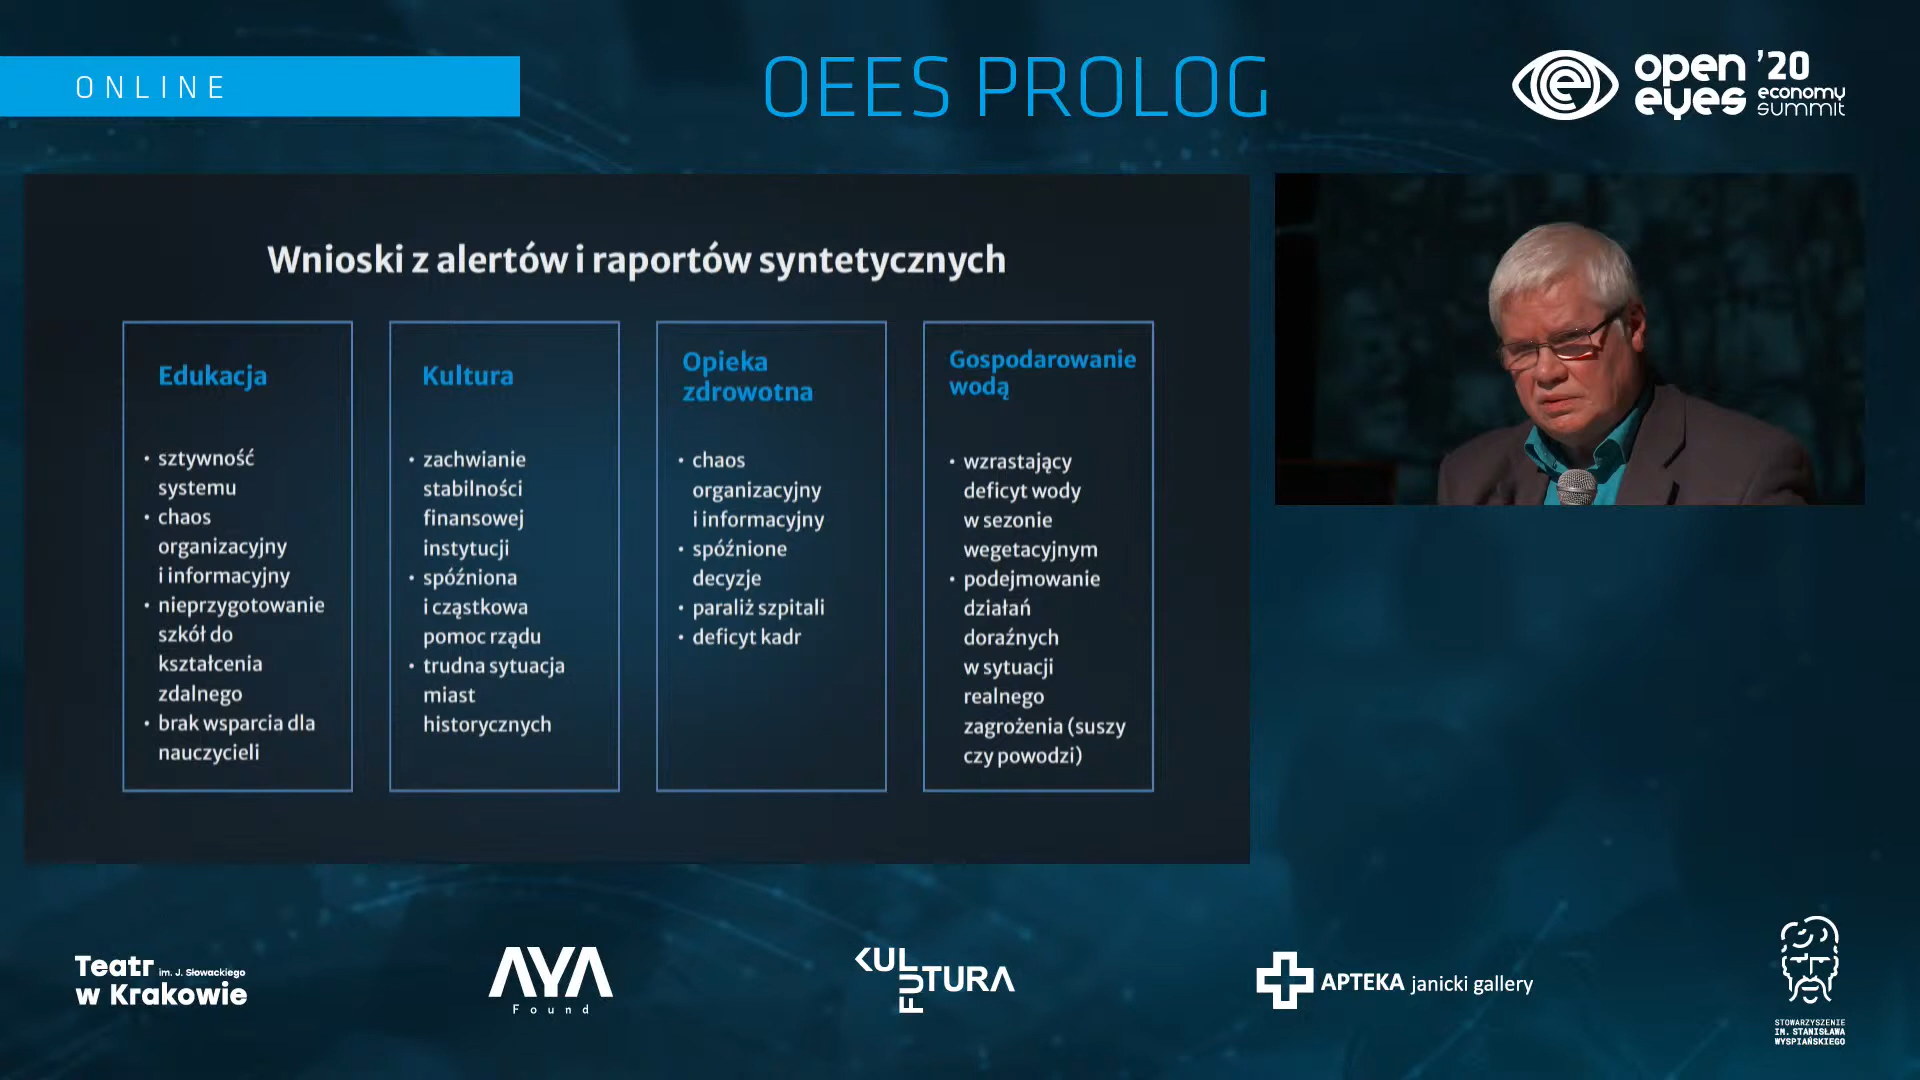 ONLINE
OEES PROLOG
open '20
eyes economy
summit
Wnioski z alertów i raportów syntetycznych
Edukacja
• sztywność
systemu
• chaos
organizacyjny
i informacyjny
• nieprzygotowanie
szkół do
kształcenia
zdalnego
• brak wsparcia dla
nauczycieli
Kultura
• zachwianie
stabilności
finansowej
instytucji
• spóźniona
i cząstkowa
pomoc rządu
• trudna sytuacja
miast
historycznych
Opieka
zdrowotna
• chaos
organizacyjny
i informacyjny
• spóźnione
decyzje
• paraliż szpitali
• deficyt kadr
Gospodarowanie
wodą
• wzrastający
deficyt wody
w sezonie
wegetacyjnym
• podejmowanie
działań
doraźnych
w sytuacji
realnego
zagrożenia (suszy
czy powodzi)
Teatr im. J. Słowackiego
w Krakowie
AYA
Found
KUL
FUTURA
APTEKA janicki gallery
STOWARZYSZENIE
IM. STANISŁAWA
WYSPIAŃSKIEGO